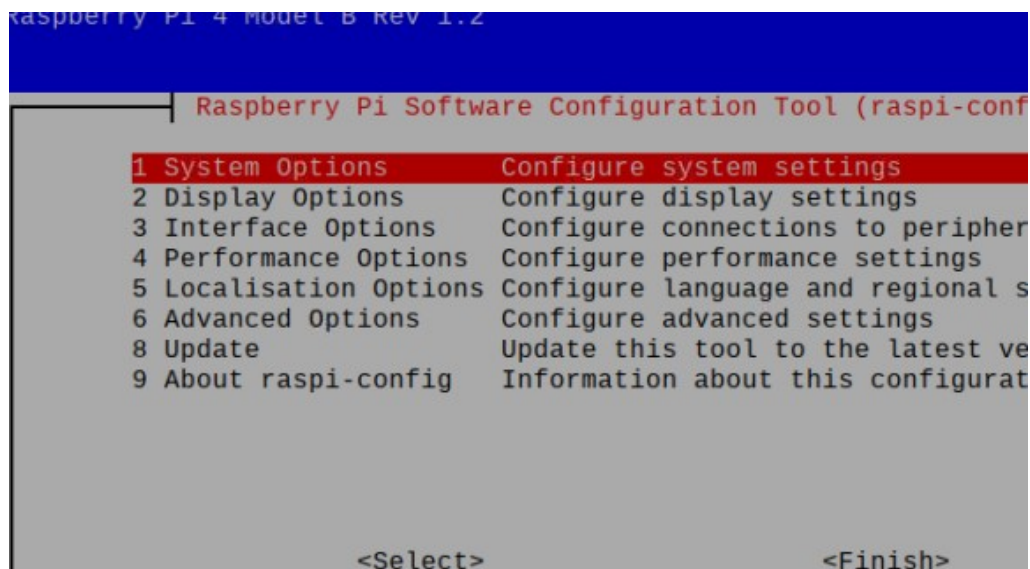 Raspberry Pi 4 Model B Rev 1.2
Raspberry Pi Software Configuration Tool (raspi-conf
1 System Options Configure system settings
2 Display Options Configure display settings
3 Interface Options Configure connections to peripher
4 Performance Options Configure performance settings
5 Localisation Options Configure language and regional s
6 Advanced Options Configure advanced settings
8 Update Update this tool to the latest ve
9 About raspi-config Information about this configurat
<Select> <Finish>